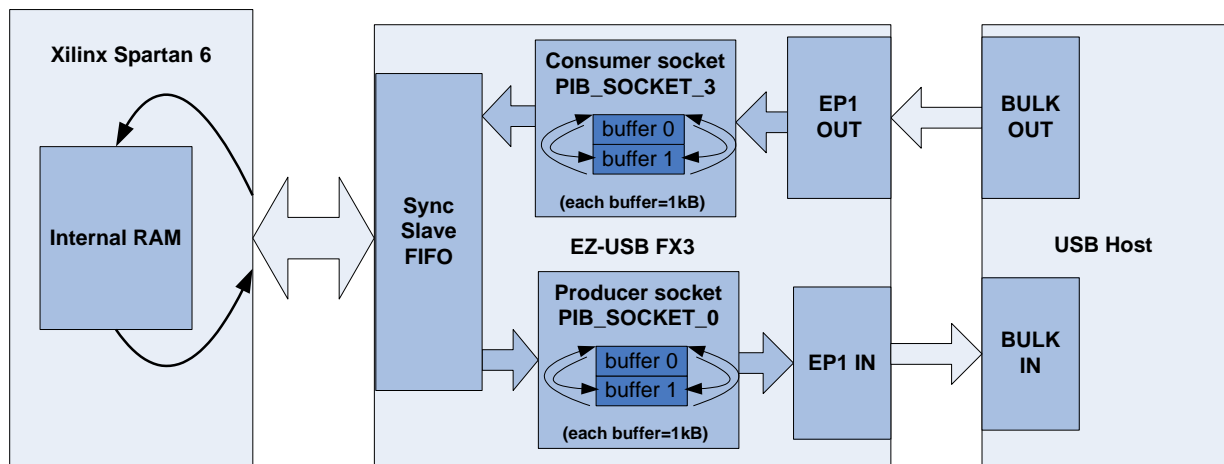 Xilinx Spartan 6
Internal RAM
Sync
Slave
FIFO
Consumer socket
PIB_SOCKET_3
buffer 0
buffer 1
(each buffer=1kB)
EZ-USB FX3
Producer socket
PIB_SOCKET_0
buffer 0
buffer 1
(each buffer=1kB)
EP1
OUT
EP1 IN
BULK
OUT
USB Host
BULK
IN